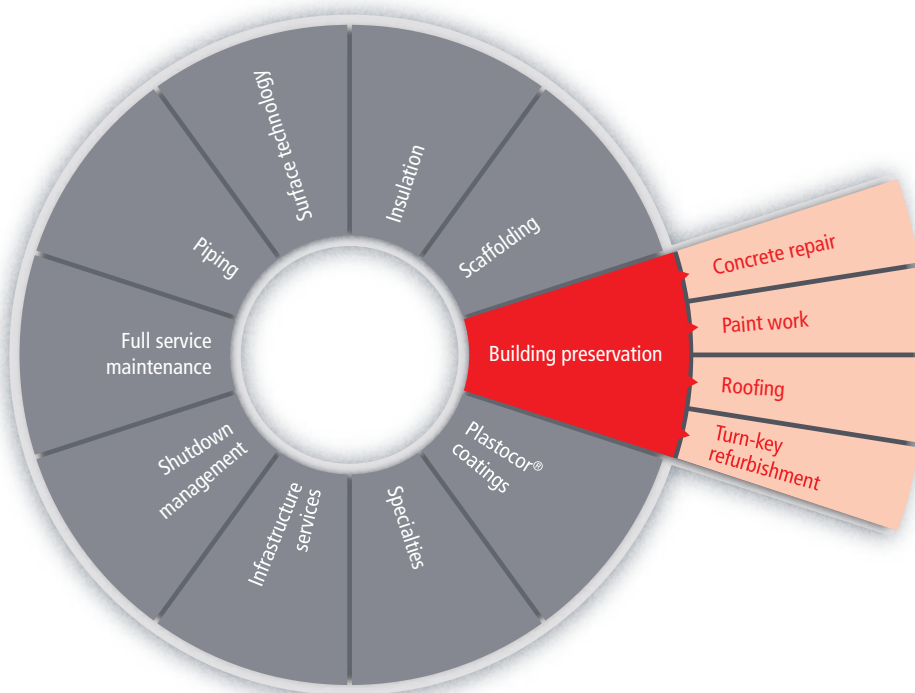 Surface technology
Insulation
Scaffolding
Building preservation
Concrete repair
Paint work
Roofing
Turn-key
refurbishment
Plastocor®
coatings
Specialties
Infrastructure
services
Shutdown
management
Full service
maintenance
Piping